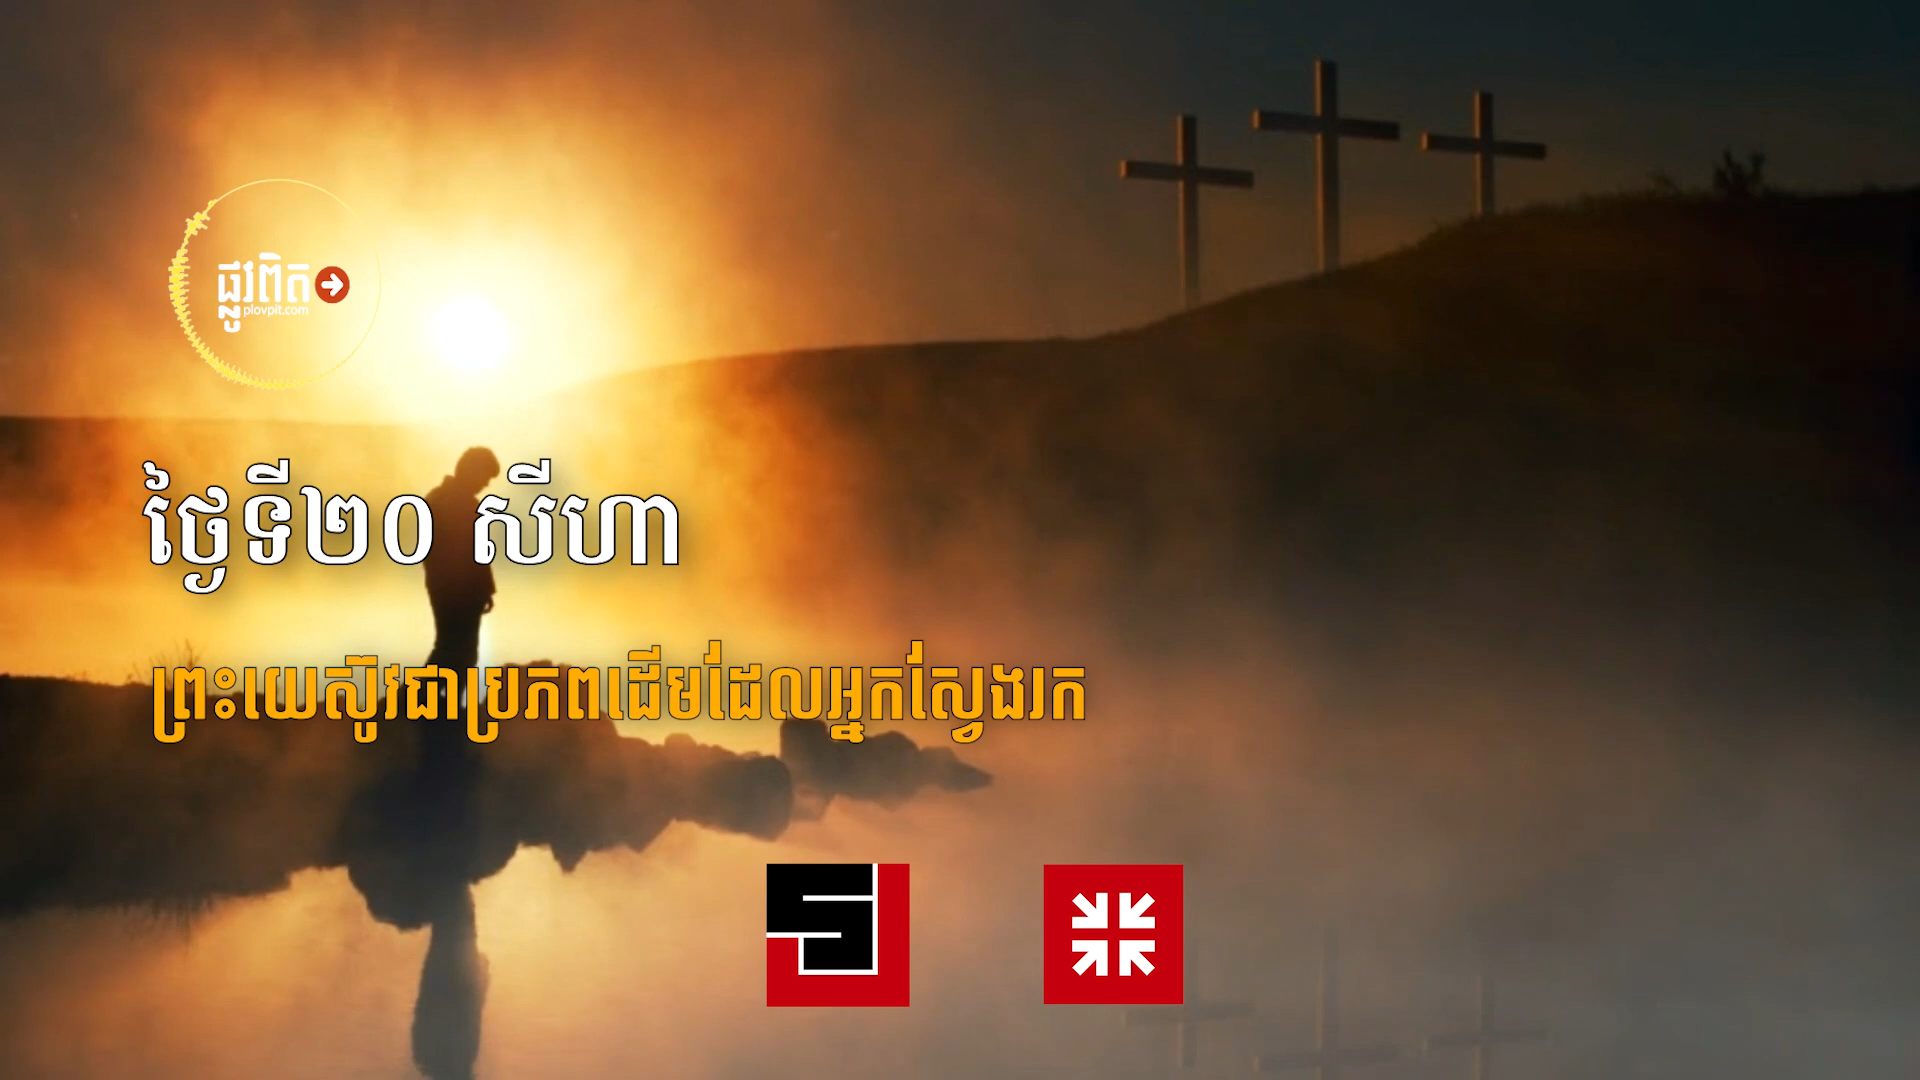 ផ្លូវពិត
plovpit.com
ថ្ងៃទី២០ សីហា
ព្រះយេស៊ូវជាប្រភពដើមដែលអ្នកស្វែងរក